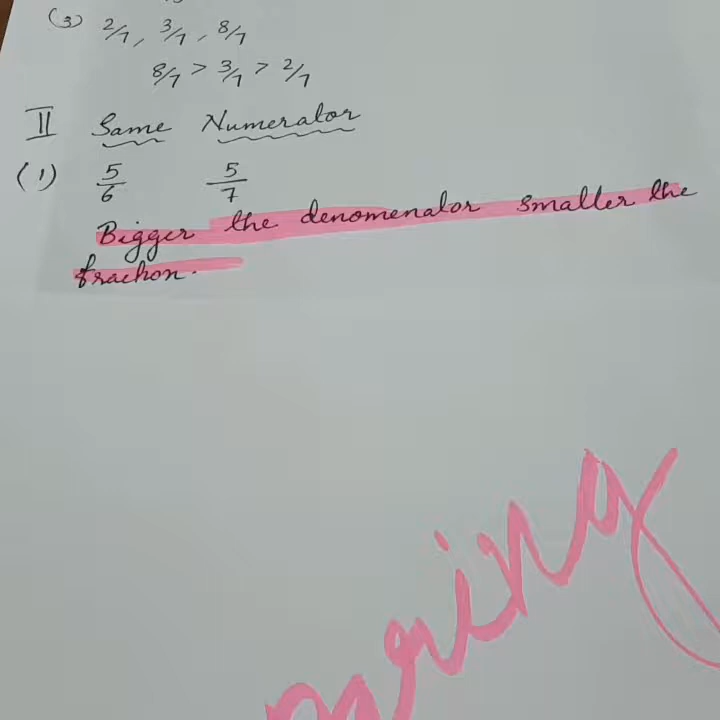 (3) 2/7, 3/7, 8/7
8/7 > 3/7 > 2/7
II Same Numerator
(1) 5/6 5/7
Bigger the denomenator smaller the
fraction.